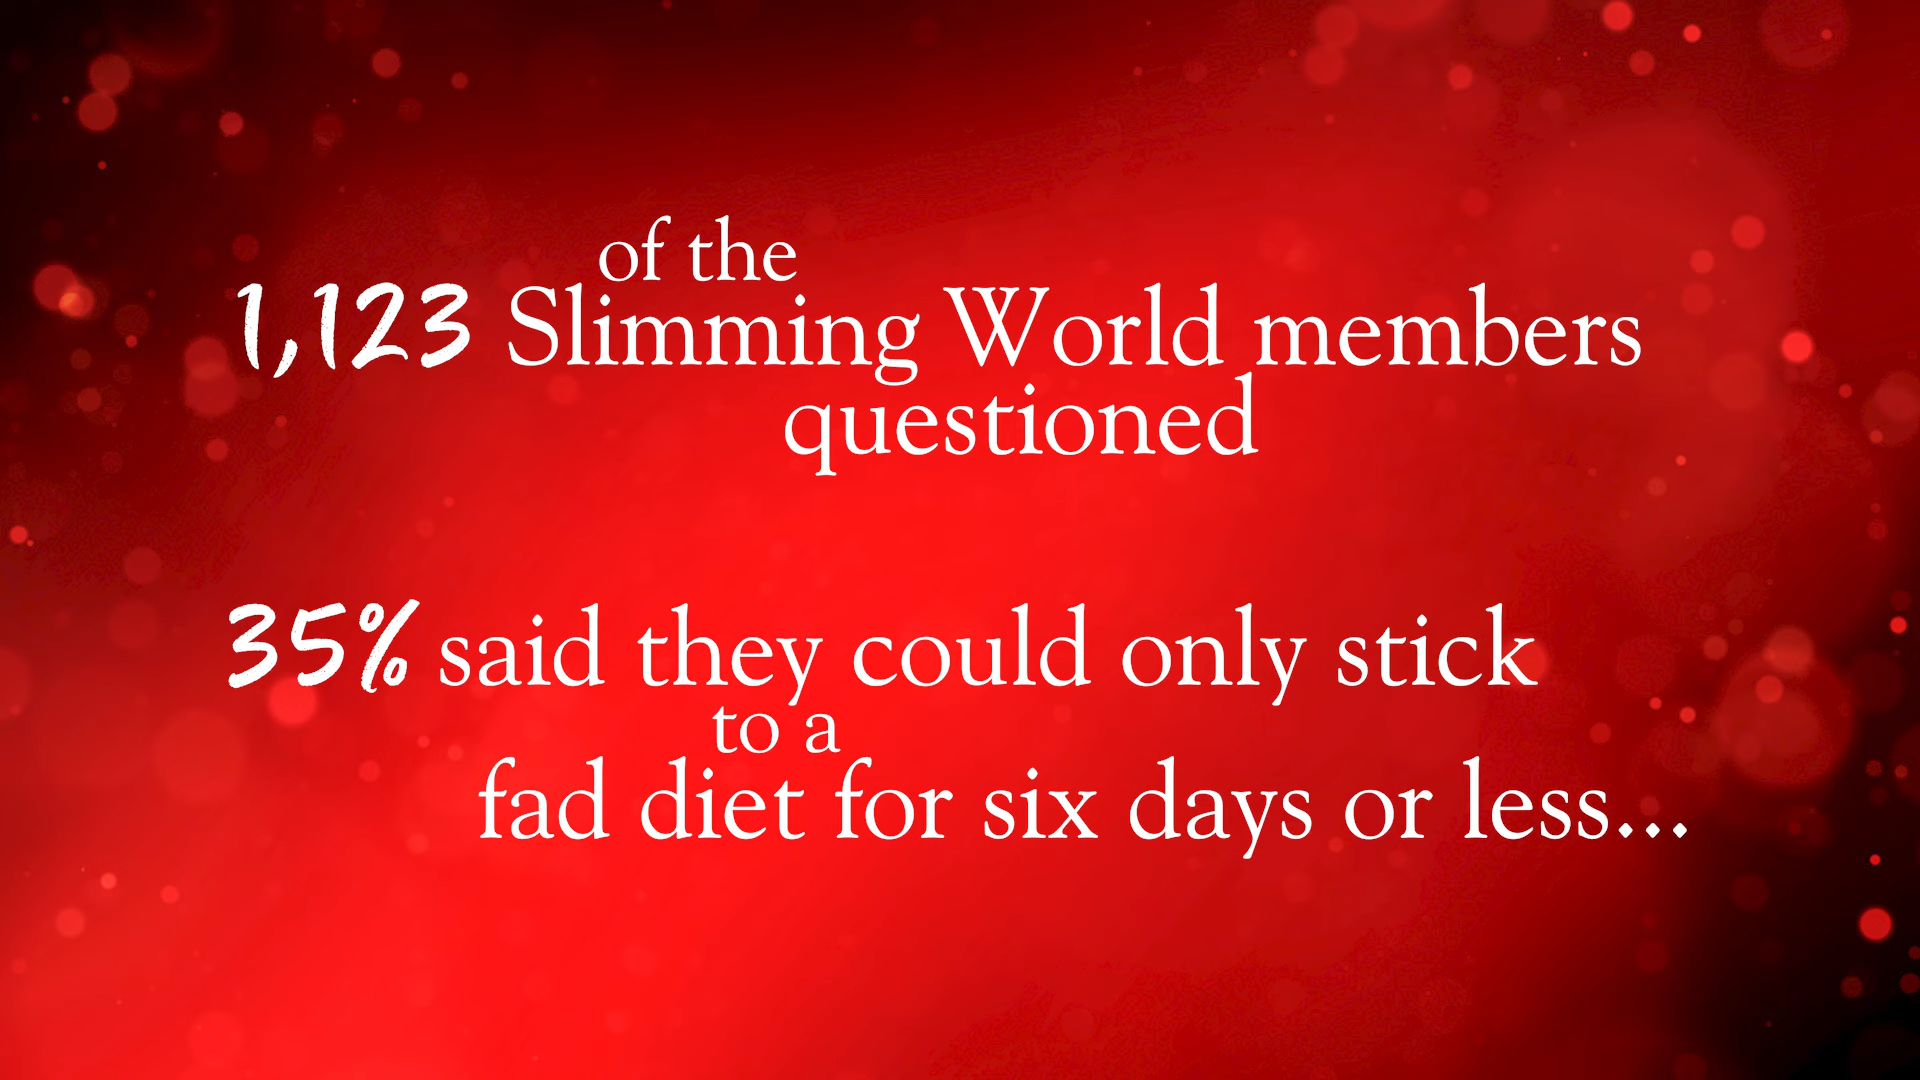 of the
1,123 Slimming World members
questioned
35% said they could only stick
to a
fad diet for six days or less...